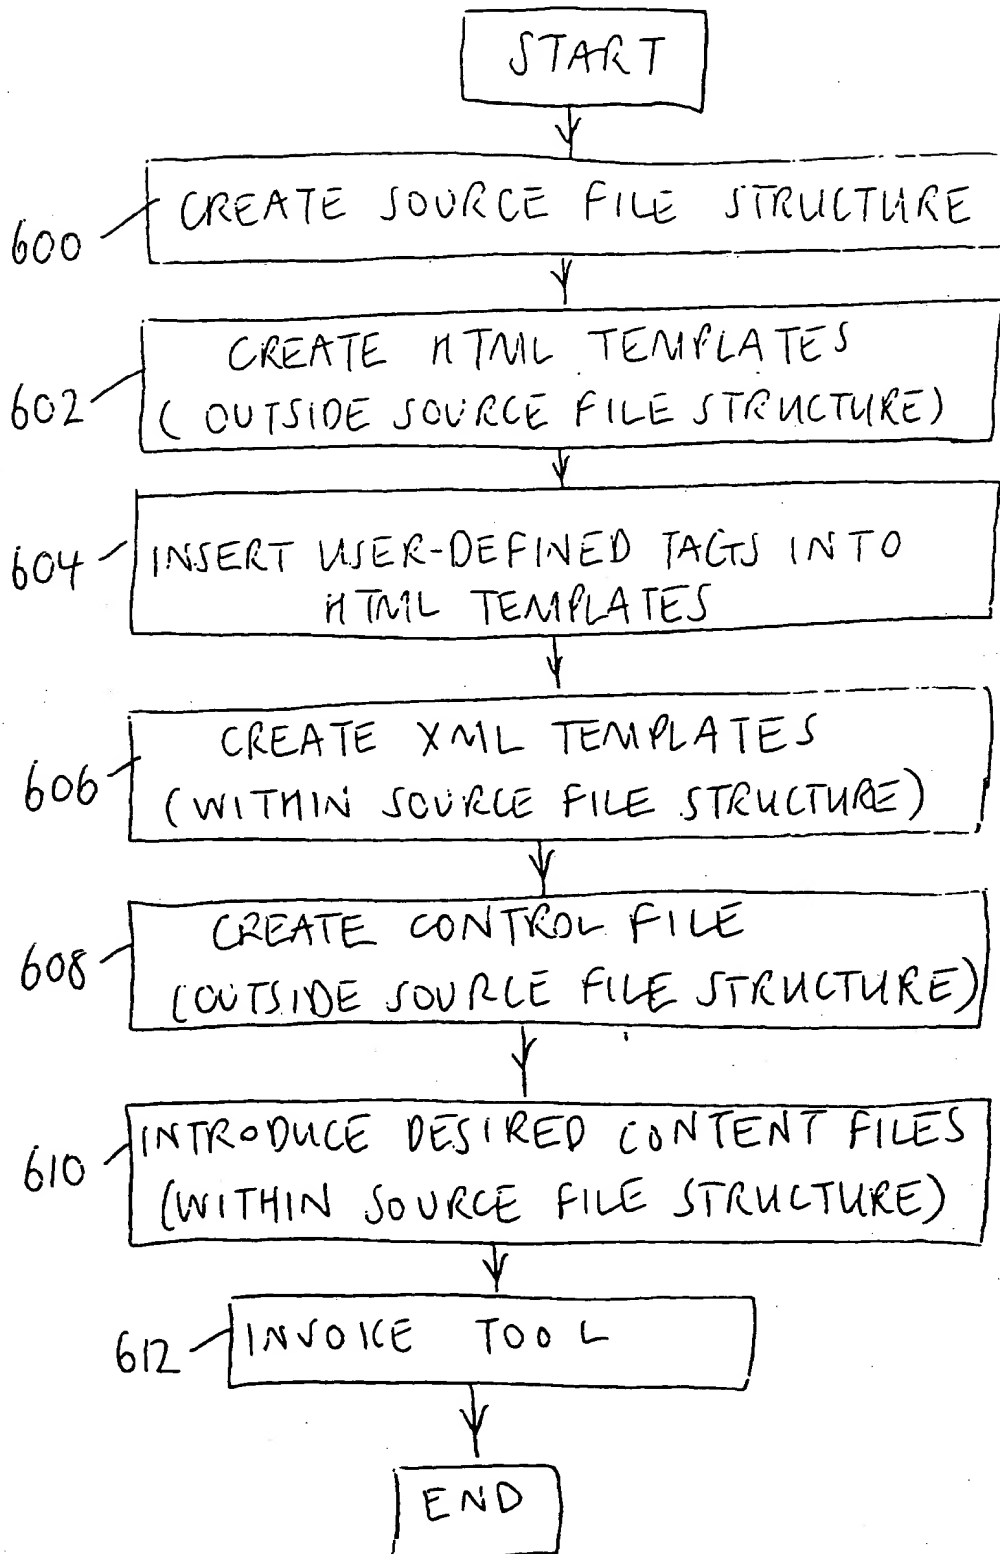 START
600
CREATE SOURCE FILE STRUCTURE
602
CREATE HTML TEMPLATES
(OUTSIDE SOURCE FILE STRUCTURE)
604
INSERT USER-DEFINED TAGS INTO
HTML TEMPLATES
606
CREATE XML TEMPLATES
(WITHIN SOURCE FILE STRUCTURE)
608
CREATE CONTROL FILE
(OUTSIDE SOURCE FILE STRUCTURE)
610
INTRODUCE DESIRED CONTENT FILES
(WITHIN SOURCE FILE STRUCTURE)
612
INVOICE TOOL
END